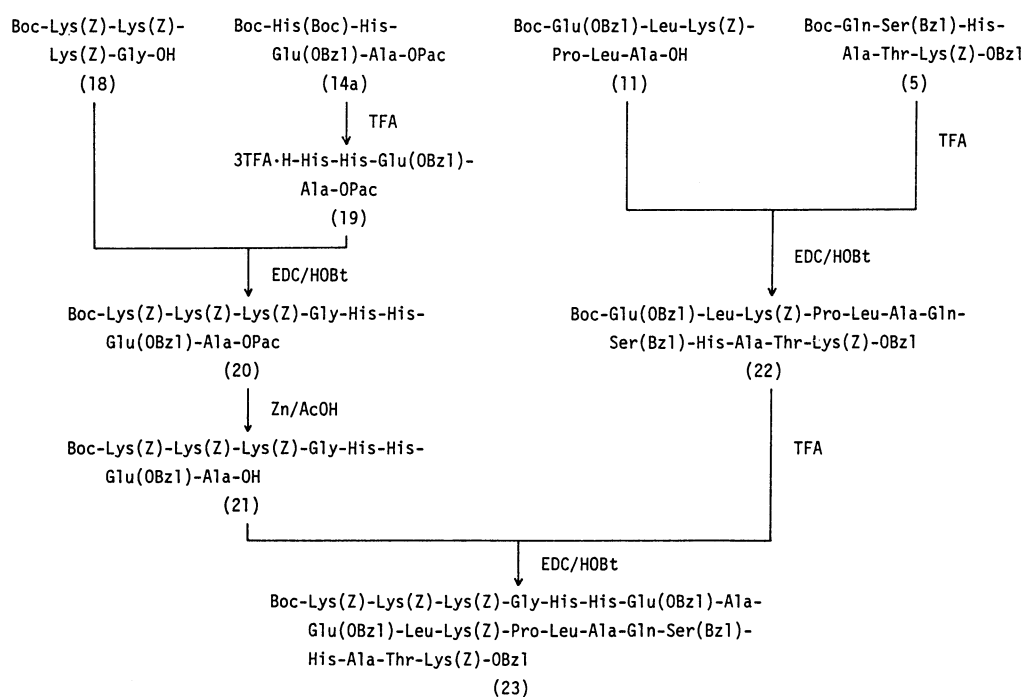 Boc-Lys(Z)-Lys(Z)-
Lys(Z)-Gly-OH
(18)
Boc-His(Boc)-His-
Glu(OBzl)-Ala-OPac
(14a)
Boc-Glu(OBzl)-Leu-Lys(Z)-
Pro-Leu-Ala-OH
(11)
Boc-Gln-Ser(Bzl)-His-
Ala-Thr-Lys(Z)-OBzl
(5)
TFA
TFA
3TFA·H-His-His-Glu(OBzl)-
Ala-OPac
(19)
EDC/HOBt
EDC/HOBt
Boc-Lys(Z)-Lys(Z)-Lys(Z)-Gly-His-His-
Glu(OBzl)-Ala-OPac
(20)
Boc-Glu(OBzl)-Leu-Lys(Z)-Pro-Leu-Ala-Gln-
Ser(Bzl)-His-Ala-Thr-Lys(Z)-OBzl
(22)
Zn/AcOH
TFA
Boc-Lys(Z)-Lys(Z)-Lys(Z)-Gly-His-His-
Glu(OBzl)-Ala-OH
(21)
EDC/HOBt
Boc-Lys(Z)-Lys(Z)-Lys(Z)-Gly-His-His-Glu(OBzl)-Ala-
Glu(OBzl)-Leu-Lys(Z)-Pro-Leu-Ala-Gln-Ser(Bzl)-
His-Ala-Thr-Lys(Z)-OBzl
(23)